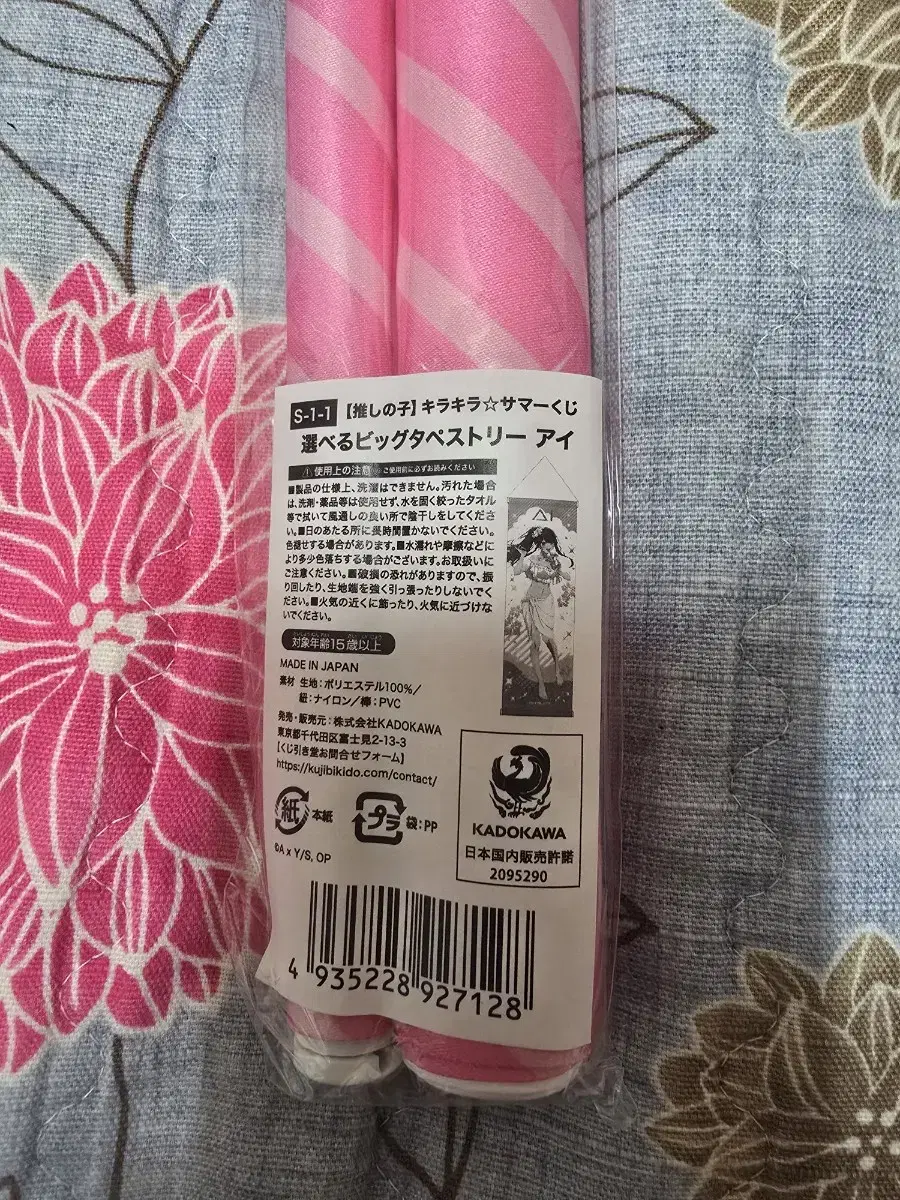 S-1-1 【推しの子】キラキラ☆サマーくじ
選べるビッグタペストリー アイ
⚠使用上の注意 ※ご使用前に必ずお読みください
■製品の仕様上、洗濯はできません。汚れた場合
は、洗剤・薬品等は使用せず、水を固く絞ったタオル
等で拭いて風通しの良い所で陰干しをしてくださ
い。■日のあたる所に長時間置かないでください。
色褪せする場合があります。■水濡れや摩擦などに
より多少色落ちする場合がございます。お取扱いに
ご注意ください。■破損の恐れがありますので、振
り回したり、生地端を強く引っ張ったりしないでく
ださい。■火気の近くに飾ったり、火気に近づけな
いでください。
対象年齢15歳以上
MADE IN JAPAN
素材 生地：ポリエステル100%／
紐：ナイロン／棒：PVC
発売・販売元：株式会社KADOKAWA
東京都千代田区富士見2-13-3
【くじ引き堂お問合せフォーム】
https://kujibikido.com/contact/
紙 本紙 プラ 袋：PP
©A x Y/S, OP
KADOKAWA
日本国内販売許諾
2095290
4 935228 927128